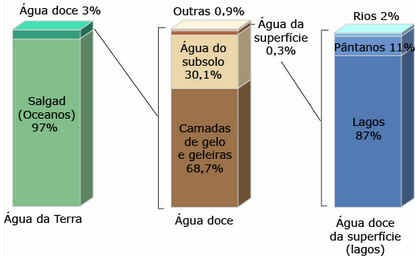 Água doce 3%
Salgad
(Oceanos)
97%
Água da Terra
Outras 0,9%
Água do
subsolo
30,1%
Camadas
de gelo
e geleiras
68,7%
Água doce
Água da
superfície
0,3%
Rios 2%
Pântanos 11%
Lagos
87%
Água doce
da superfície
(lagos)